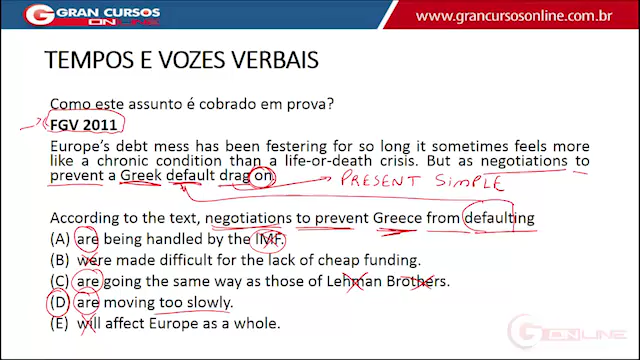 GRAN CURSOS
ONLINE
www.grancursosonline.com.br
TEMPOS E VOZES VERBAIS
Como este assunto é cobrado em prova?
FGV 2011
Europe's debt mess has been festering for so long it sometimes feels more
like a chronic condition than a life-or-death crisis. But as negotiations to
prevent a Greek default drag on.
PRESENT SIMPLE
According to the text, negotiations to prevent Greece from defaulting
(A) are being handled by the IMF.
(B) were made difficult for the lack of cheap funding.
(C) are going the same way as those of Lehman Brothers.
(D) are moving too slowly.
(E) will affect Europe as a whole.
G ONLINE